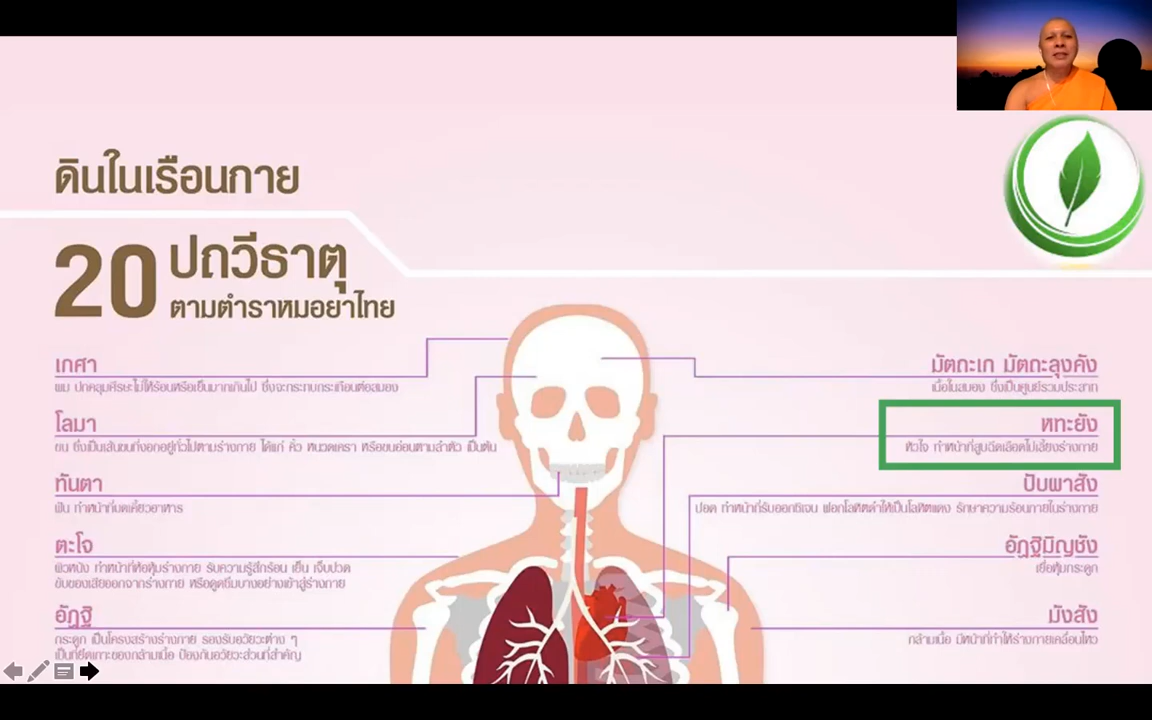 ดินในเรือนกาย
20 ปถวีธาตุ
ตามตำราหมอยาไทย
เกศา
ผม ปกคลุมศีรษะไม่ให้ร้อนหรือเย็นมากเกินไป ซึ่งจะกระทบกระเทือนต่อสมอง
โลมา
ขน ซึ่งเป็นเส้นขนที่งอกอยู่ทั่วไปตามร่างกาย ได้แก่ คิ้ว หนวดเครา หรือขนอ่อนตามลำตัว เป็นต้น
ทันตา
ฟัน ทำหน้าที่บดเคี้ยวอาหาร
ตะโจ
ผิวหนัง ทำหน้าที่ห่อหุ้มร่างกาย รับความรู้สึกร้อน เย็น เจ็บปวด
ขับของเสียออกจากร่างกาย หรือดูดซึมบางอย่างเข้าสู่ร่างกาย
อัฏฐิ
กระดูก เป็นโครงสร้างร่างกาย รองรับอวัยวะต่าง ๆ
เป็นที่ยึดเกาะของกล้ามเนื้อ ป้องกันอวัยวะส่วนที่สำคัญ
มัตถะเก มัตถะลุงคัง
เนื้อในสมอง ซึ่งเป็นศูนย์รวมประสาท
หทะยัง
หัวใจ ทำหน้าที่สูบฉีดเลือดไปเลี้ยงร่างกาย
ปัปผาสัง
ปอด ทำหน้าที่รับออกซิเจน ฟอกโลหิตดำให้เป็นโลหิตแดง รักษาความร้อนภายในร่างกาย
อัฏฐิมิญชัง
เยื่อหุ้มกระดูก
มังสัง
กล้ามเนื้อ มีหน้าที่ทำให้ร่างกายเคลื่อนไหว